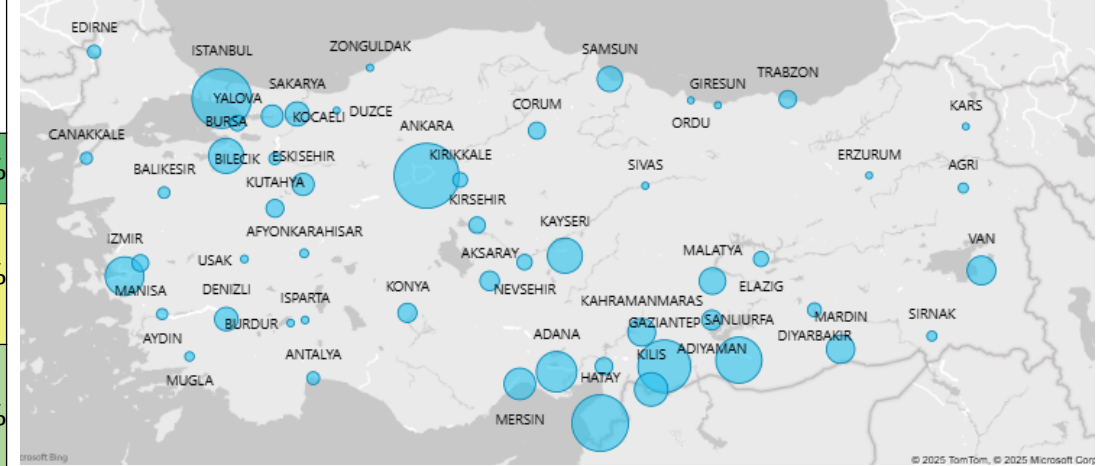 EDIRNE
ISTANBUL
ZONGULDAK
SAMSUN
GIRESUN
TRABZON
SAKARYA
YALOVA
KOCAELI
DUZCE
BURSA
CORUM
ORDU
KARS
CANAKKALE
ANKARA
BILECIK
ESKISEHIR
KIRIKKALE
SIVAS
ERZURUM
AGRI
BALIKESIR
KUTAHYA
KIRSEHIR
KAYSERI
IZMIR
AFYONKARAHISAR
USAK
AKSARAY
MALATYA
VAN
MANISA
DENIZLI
ISPARTA
KONYA
NEVSEHIR
ELAZIG
KAHRAMANMARAS
BURDUR
GAZIANTEP
SANLIURFA
MARDIN
SIRNAK
AYDIN
ADANA
DIYARBAKIR
ANTALYA
KILIS
ADIYAMAN
MUGLA
HATAY
MERSIN
crosoft Bing
© 2025 TomTom, © 2025 Microsoft Corp